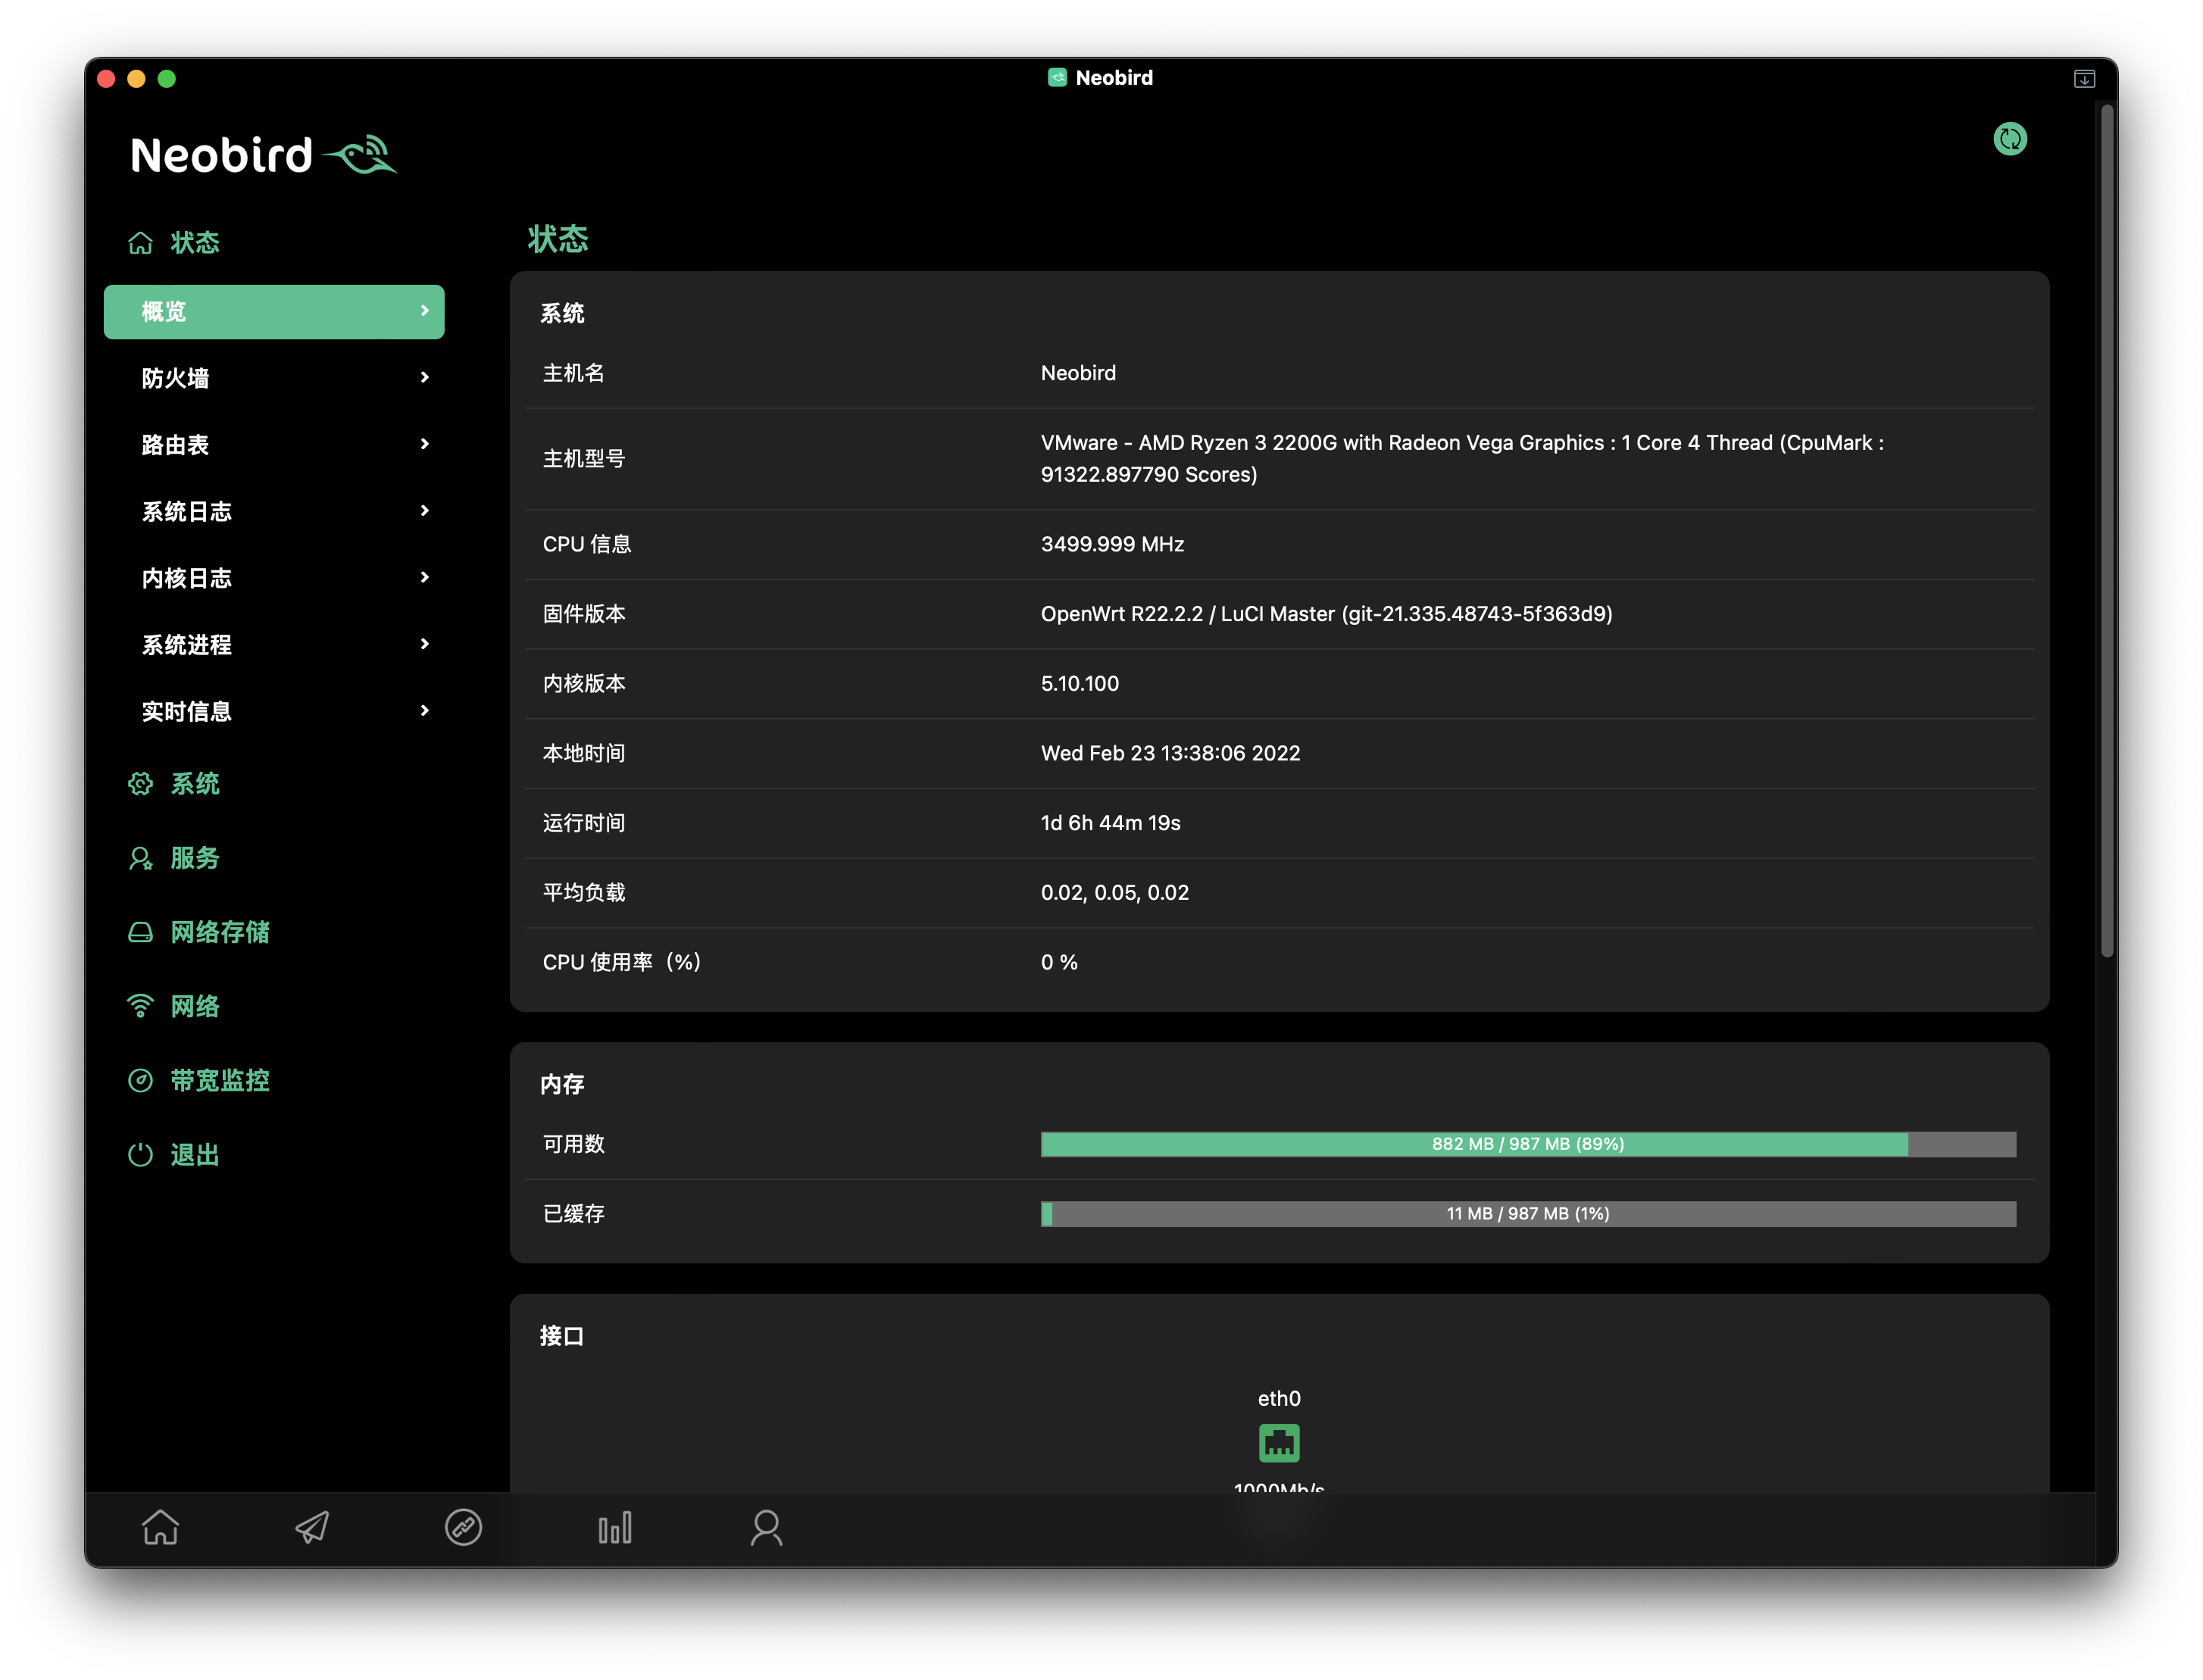 Neobird
Neobird
状态
概览
防火墙
路由表
系统日志
内核日志
系统进程
实时信息
系统
服务
网络存储
网络
带宽监控
退出
状态
系统
主机名 Neobird
主机型号 VMware - AMD Ryzen 3 2200G with Radeon Vega Graphics : 1 Core 4 Thread (CpuMark :
91322.897790 Scores)
CPU 信息 3499.999 MHz
固件版本 OpenWrt R22.2.2 / LuCI Master (git-21.335.48743-5f363d9)
内核版本 5.10.100
本地时间 Wed Feb 23 13:38:06 2022
运行时间 1d 6h 44m 19s
平均负载 0.02, 0.05, 0.02
CPU 使用率（%） 0 %
内存
可用数 882 MB / 987 MB (89%)
已缓存 11 MB / 987 MB (1%)
接口
eth0
1000Mb/s